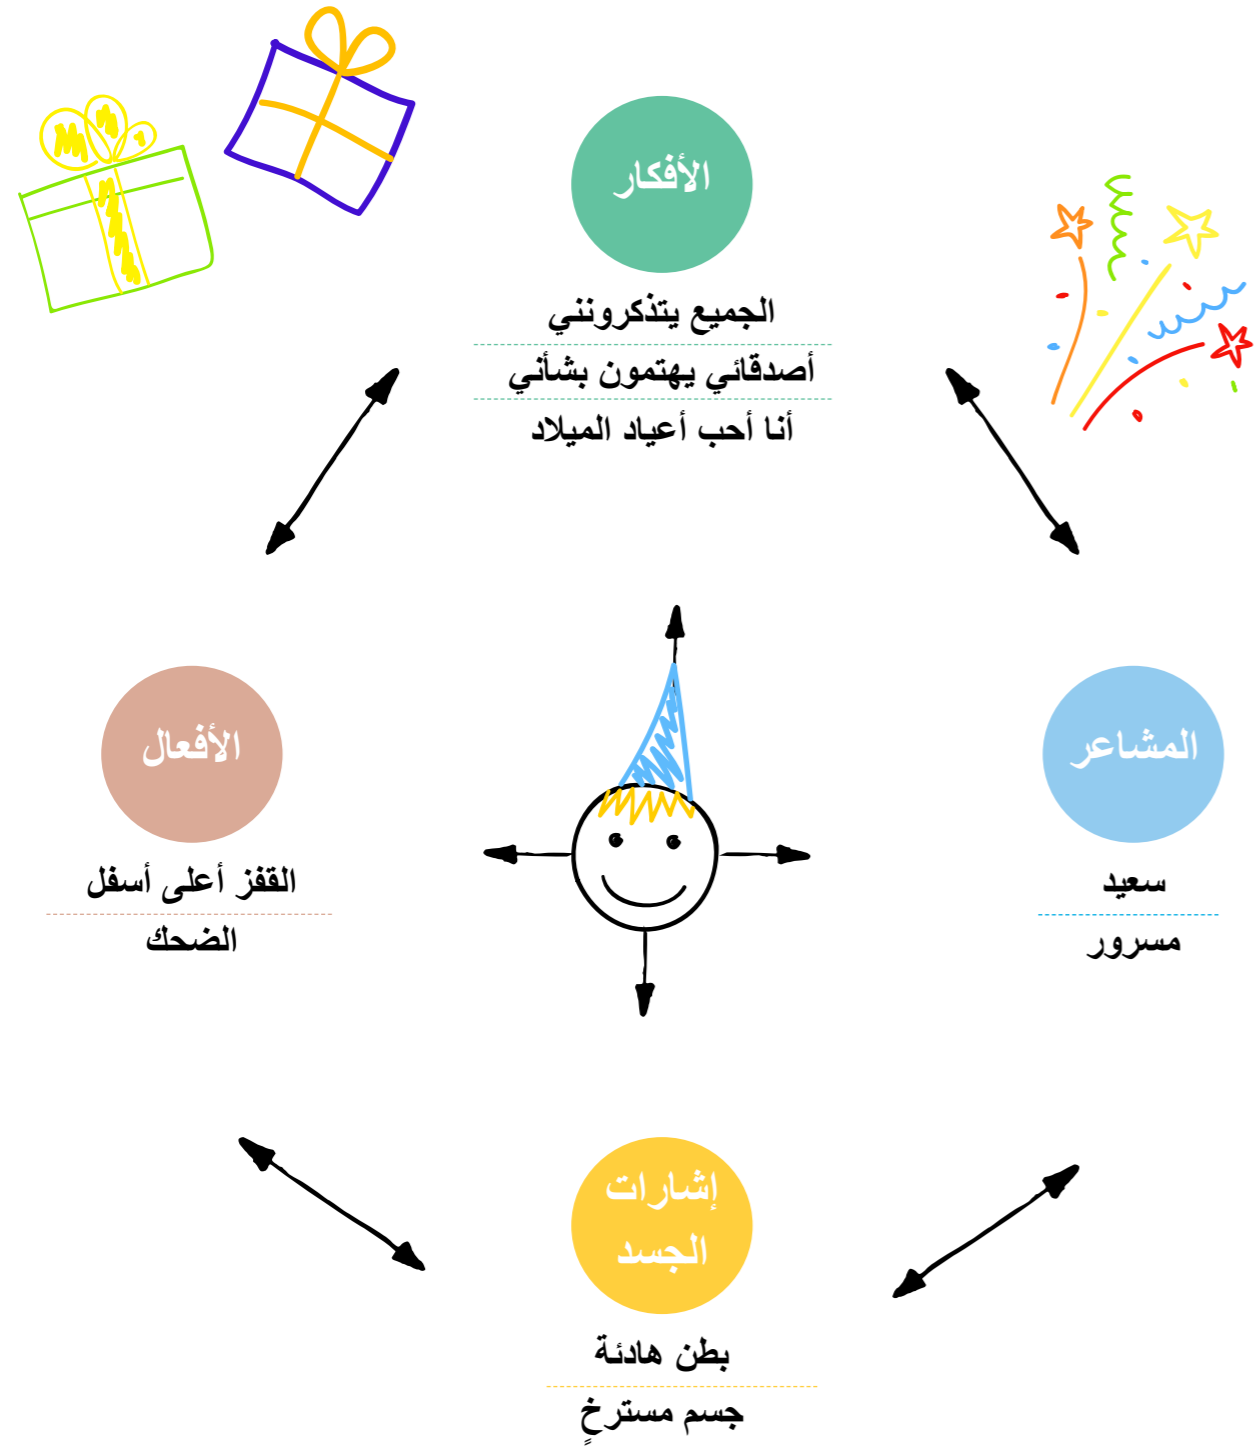 الأفكار
الجميع يتذكرونني
أصدقائي يهتمون بشأني
أنا أحب أعياد الميلاد
المشاعر
سعيد
مسرور
الأفعال
القفز أعلى أسفل
الضحك
إشارات
الجسد
بطن هادئة
جسم مسترخٍ